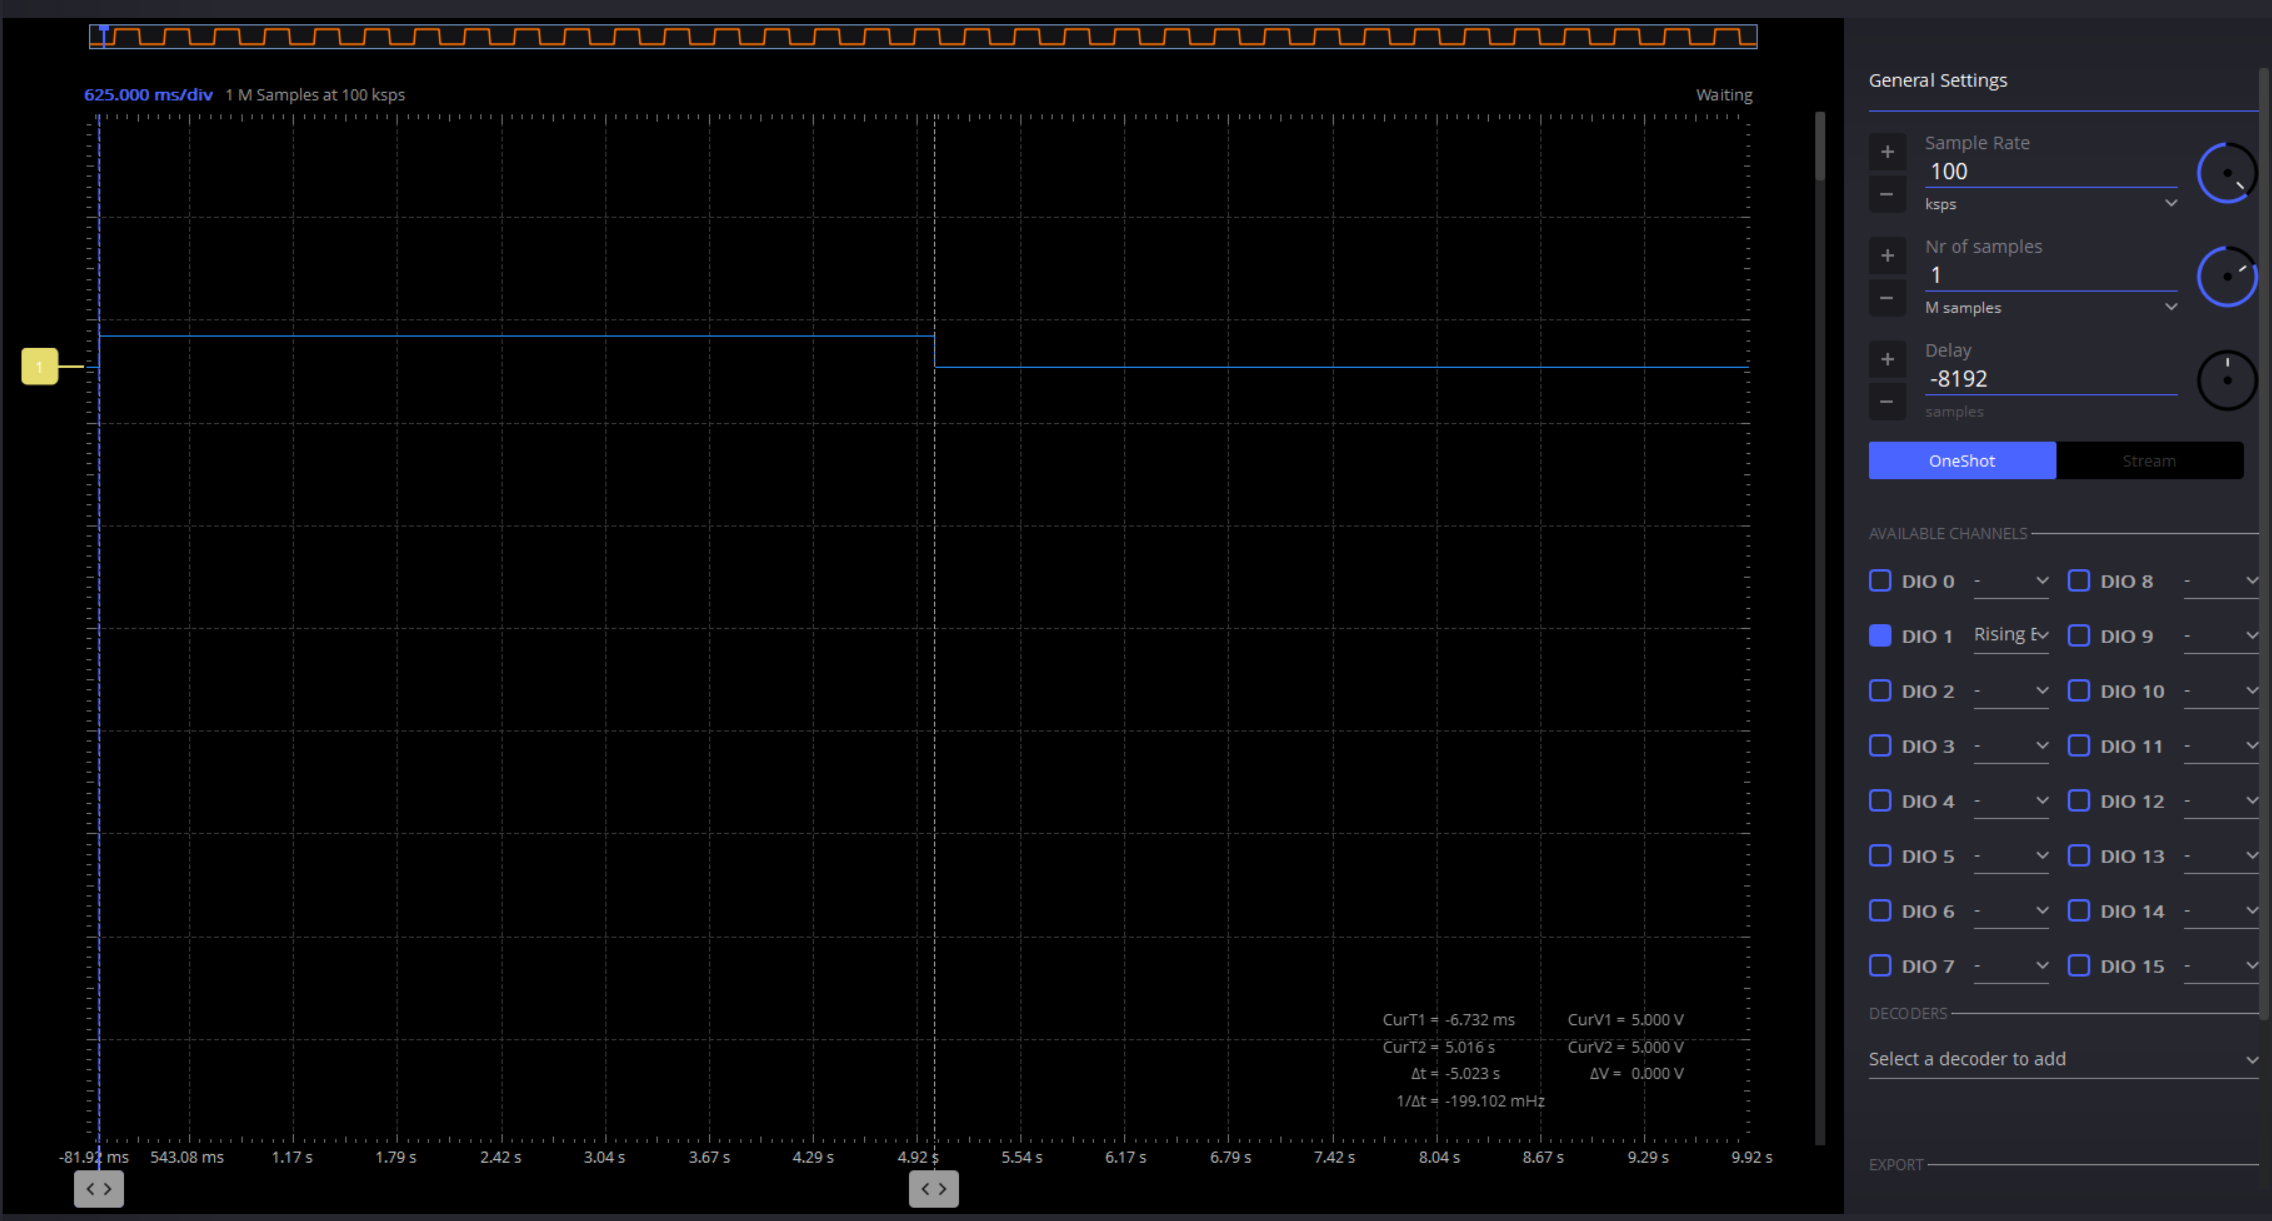 625.000 ms/div 1 M Samples at 100 ksps
Waiting
1
CurT1 = -6.732 ms CurV1 = 5.000 V
CurT2 = 5.016 s CurV2 = 5.000 V
Δt = -5.023 s ΔV = 0.000 V
1/Δt = -199.102 mHz
-81.92 ms 543.08 ms 1.17 s 1.79 s 2.42 s 3.04 s 3.67 s 4.29 s 4.92 s 5.54 s 6.17 s 6.79 s 7.42 s 8.04 s 8.67 s 9.29 s 9.92 s
General Settings
Sample Rate
100
ksps
Nr of samples
1
M samples
Delay
-8192
samples
OneShot Stream
AVAILABLE CHANNELS
DIO 0 - DIO 8 -
DIO 1 Rising E DIO 9 -
DIO 2 - DIO 10 -
DIO 3 - DIO 11 -
DIO 4 - DIO 12 -
DIO 5 - DIO 13 -
DIO 6 - DIO 14 -
DIO 7 - DIO 15 -
DECODERS
Select a decoder to add
EXPORT